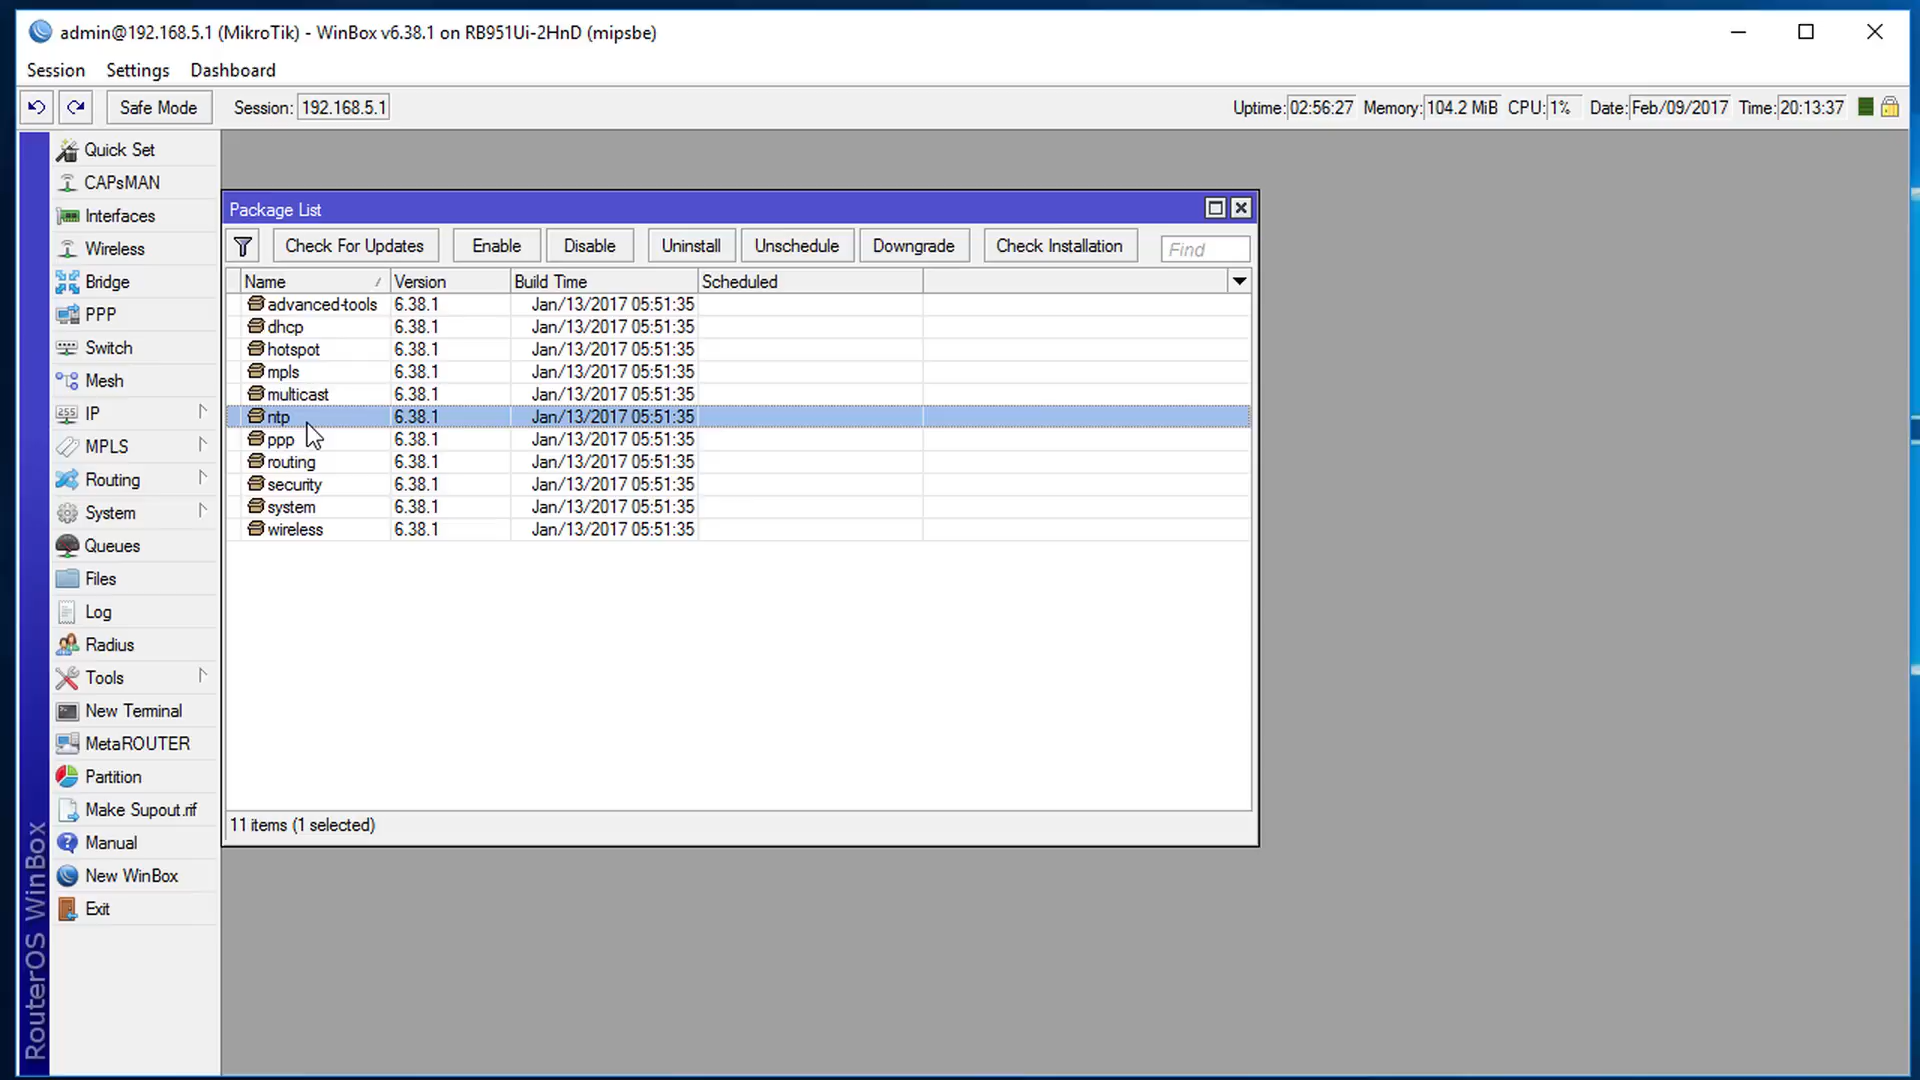 admin@192.168.5.1 (MikroTik) - WinBox v6.38.1 on RB951Ui-2HnD (mipsbe)
Session Settings Dashboard
Safe Mode Session: 192.168.5.1 Uptime: 02:56:27 Memory: 104.2 MiB CPU: 1% Date: Feb/09/2017 Time: 20:13:37
Quick Set
CAPsMAN
Interfaces
Wireless
Bridge
PPP
Switch
Mesh
255 IP
MPLS
Routing
System
Queues
Files
Log
Radius
Tools
New Terminal
MetaROUTER
Partition
Make Supout.rif
Manual
New WinBox
Exit
RouterOS WinBox
Package List
Check For Updates Enable Disable Uninstall Unschedule Downgrade Check Installation Find
Name Version Build Time Scheduled
advanced-tools 6.38.1 Jan/13/2017 05:51:35
dhcp 6.38.1 Jan/13/2017 05:51:35
hotspot 6.38.1 Jan/13/2017 05:51:35
mpls 6.38.1 Jan/13/2017 05:51:35
multicast 6.38.1 Jan/13/2017 05:51:35
ntp 6.38.1 Jan/13/2017 05:51:35
ppp 6.38.1 Jan/13/2017 05:51:35
routing 6.38.1 Jan/13/2017 05:51:35
security 6.38.1 Jan/13/2017 05:51:35
system 6.38.1 Jan/13/2017 05:51:35
wireless 6.38.1 Jan/13/2017 05:51:35
11 items (1 selected)